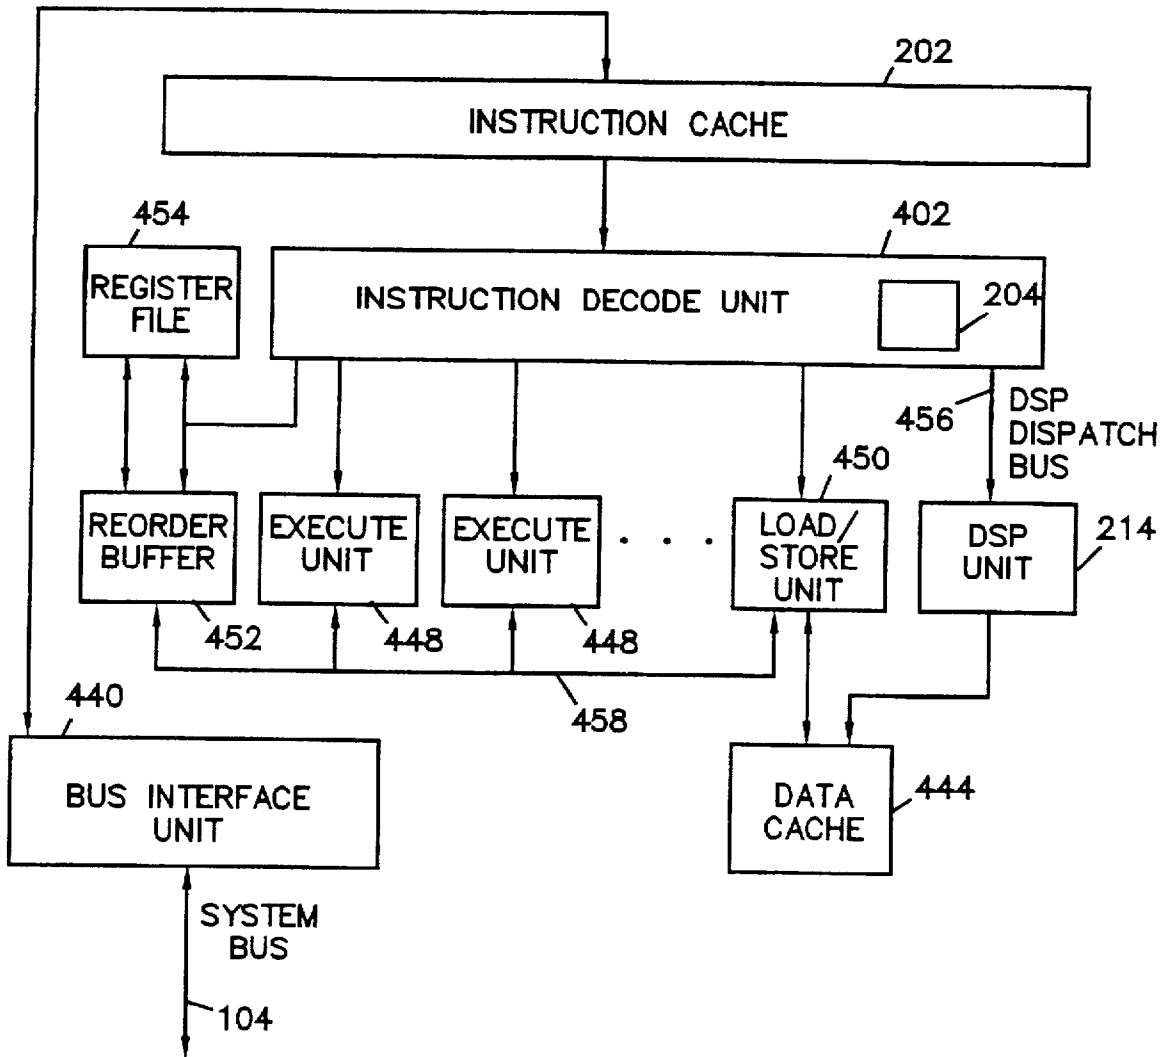 202
INSTRUCTION CACHE
454
402
REGISTER
FILE
INSTRUCTION DECODE UNIT
204
456
DSP
DISPATCH
BUS
450
REORDER
BUFFER
EXECUTE
UNIT
EXECUTE
UNIT
. . .
LOAD/
STORE
UNIT
DSP
UNIT
214
452
448
448
458
440
BUS INTERFACE
UNIT
DATA
CACHE
444
SYSTEM
BUS
104